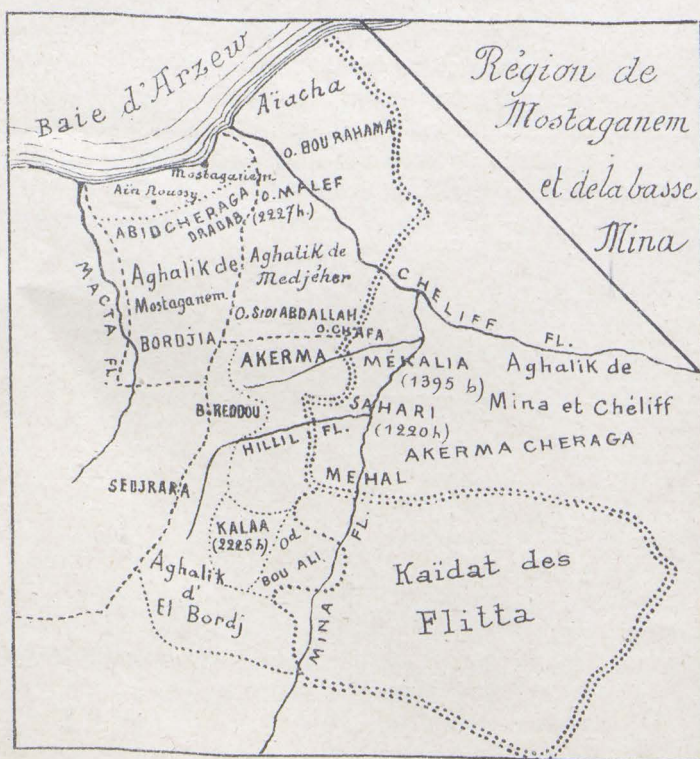 Région de
Mostaganem
et de la basse
Mina
Baie d'Arzew
Aïacha
O. BOU RAHAMA
Mostaganem
Aïn Noussy
O. MALEF
(2227 h.)
ABID CHERAGA
DRADAB
MACTA FL.
Aghalik de
Mostaganem
Aghalik de
Medjéher
CHELIFF FL.
O. SIDI ABDALLAH
O. CHAFA
BORDJIA
AKERMA
MÉKALIA
(1395 h)
Aghalik de
Mina et Chéliff
B. REDDOU
SAHARI
(1220 h)
HILLIL FL.
AKERMA CHERAGA
SEDJRARA
MEHAL
KALAA
(2225 h)
Od
BOU ALI
Aghalik
d'
El Bordj
MINA FL.
Kaïdat des
Flitta